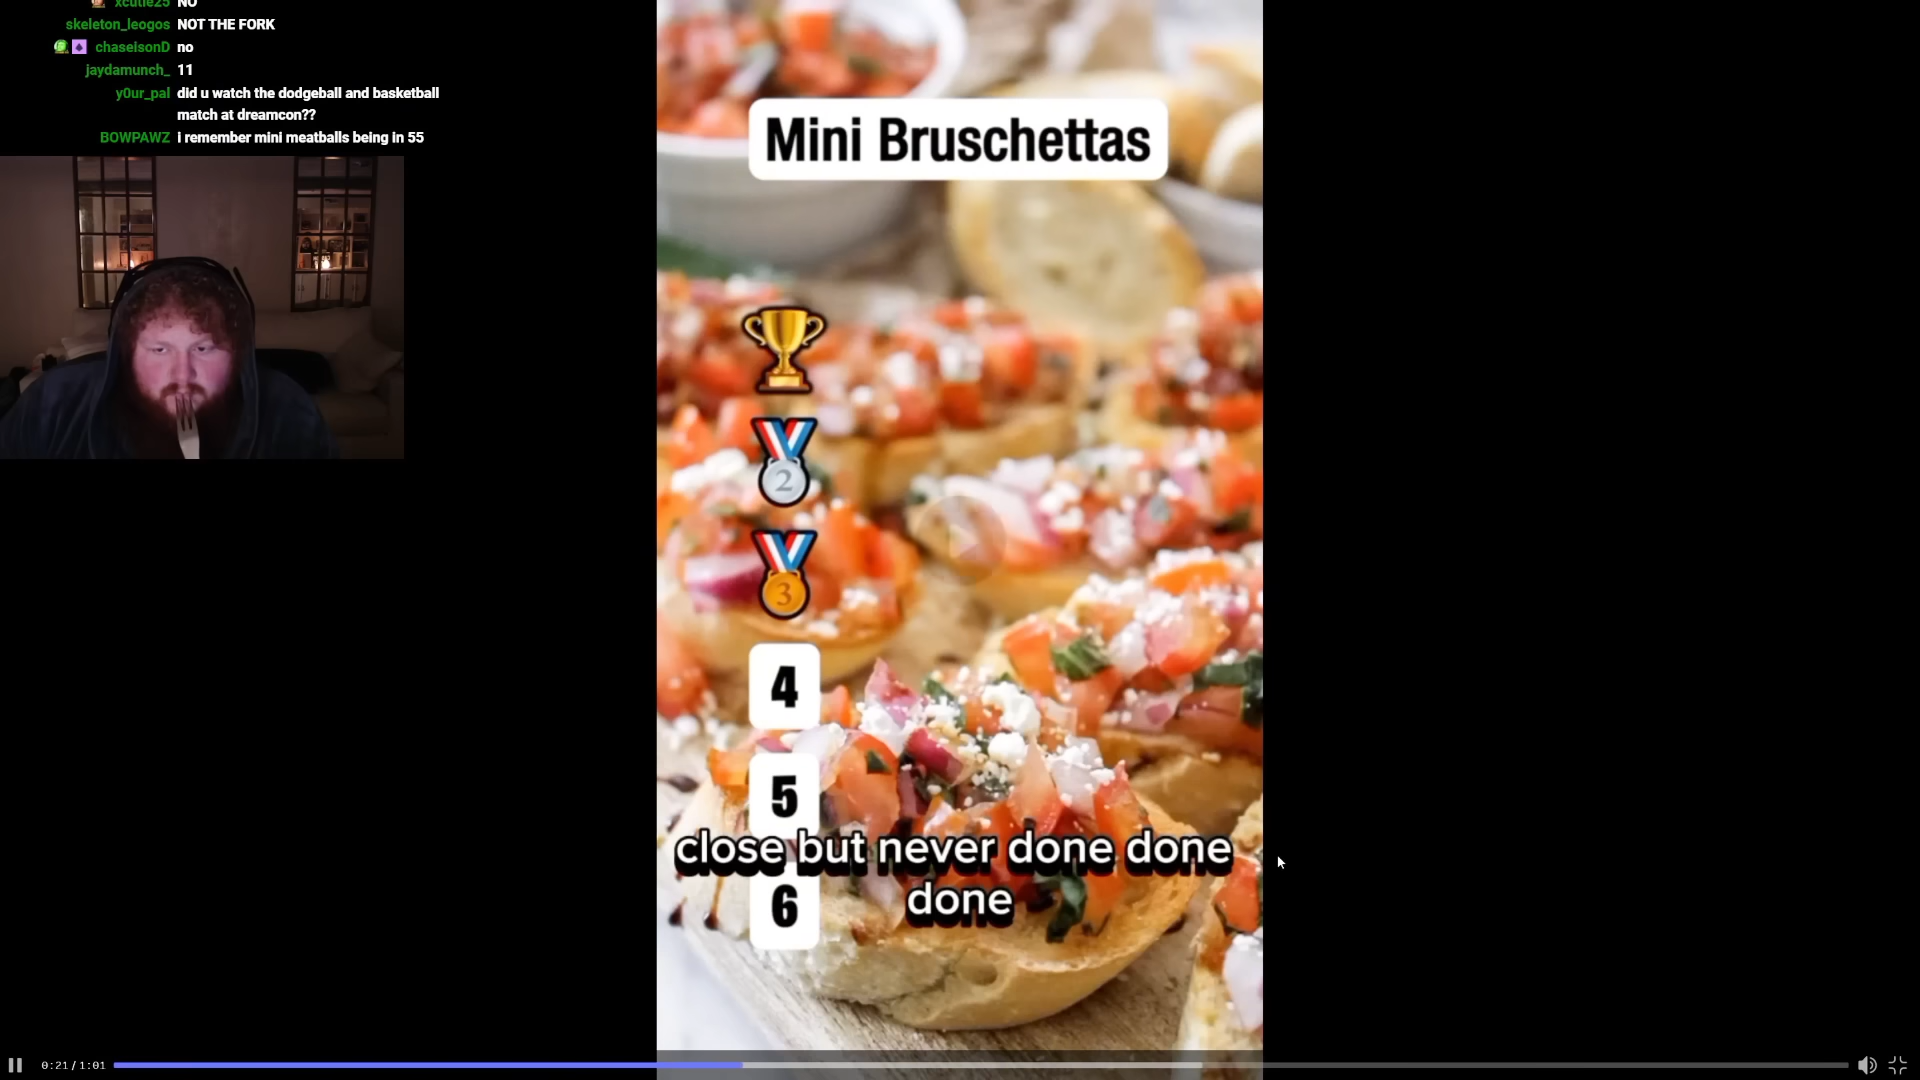 xcutie25 NO
skeleton_leogos NOT THE FORK
chaseisonD no
jaydamunch_ 11
y0ur_pal did u watch the dodgeball and basketball
match at dreamcon??
BOWPAWZ i remember mini meatballs being in 55
Mini Bruschettas
2
3
4
5
close but never done done
done
6
0:21 / 1:01